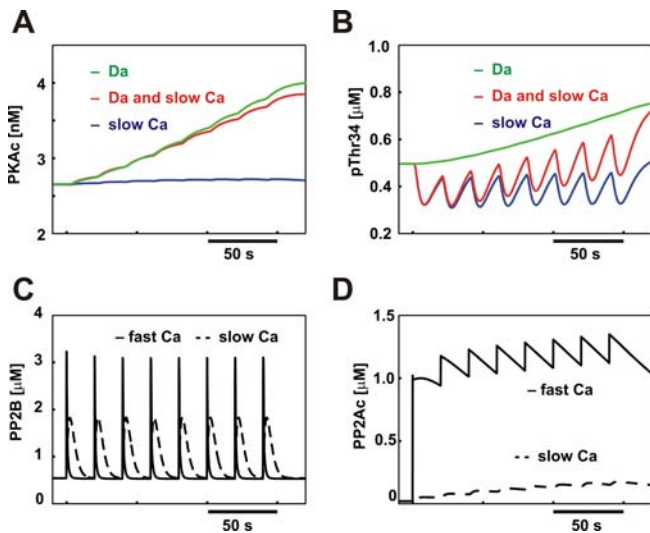 A
PKAc [nM]
4
3
2
Da
Da and slow Ca
slow Ca
50 s
B
pThr34 [μM]
1.0
0.8
0.6
0.4
0.2
Da
Da and slow Ca
slow Ca
50 s
C
PP2B [μM]
4
3
2
1
0
– fast Ca -- slow Ca
50 s
D
PP2Ac [μM]
1.5
1.0
0.5
0
– fast Ca
-- slow Ca
50 s